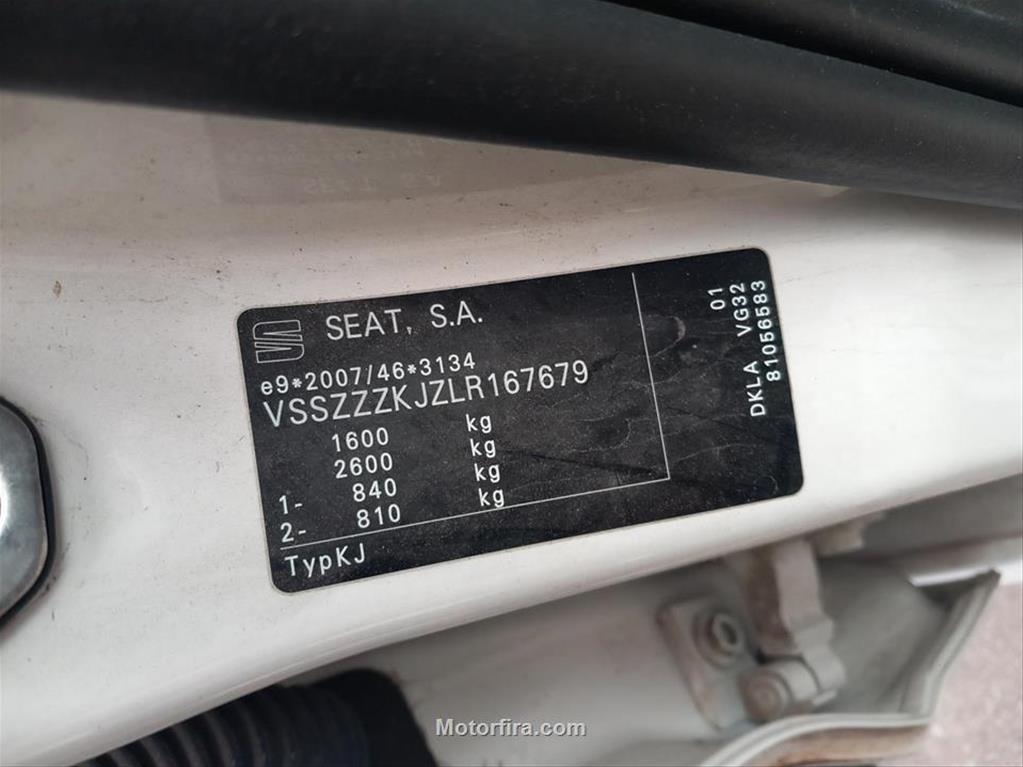 SEAT, S.A.
e9*2007/46*3134
VSSZZZKJZLR167679
1600 kg
2600 kg
1- 840 kg
2- 810 kg
TypKJ
01
DKLA VG32
81056583
Motorfira.com